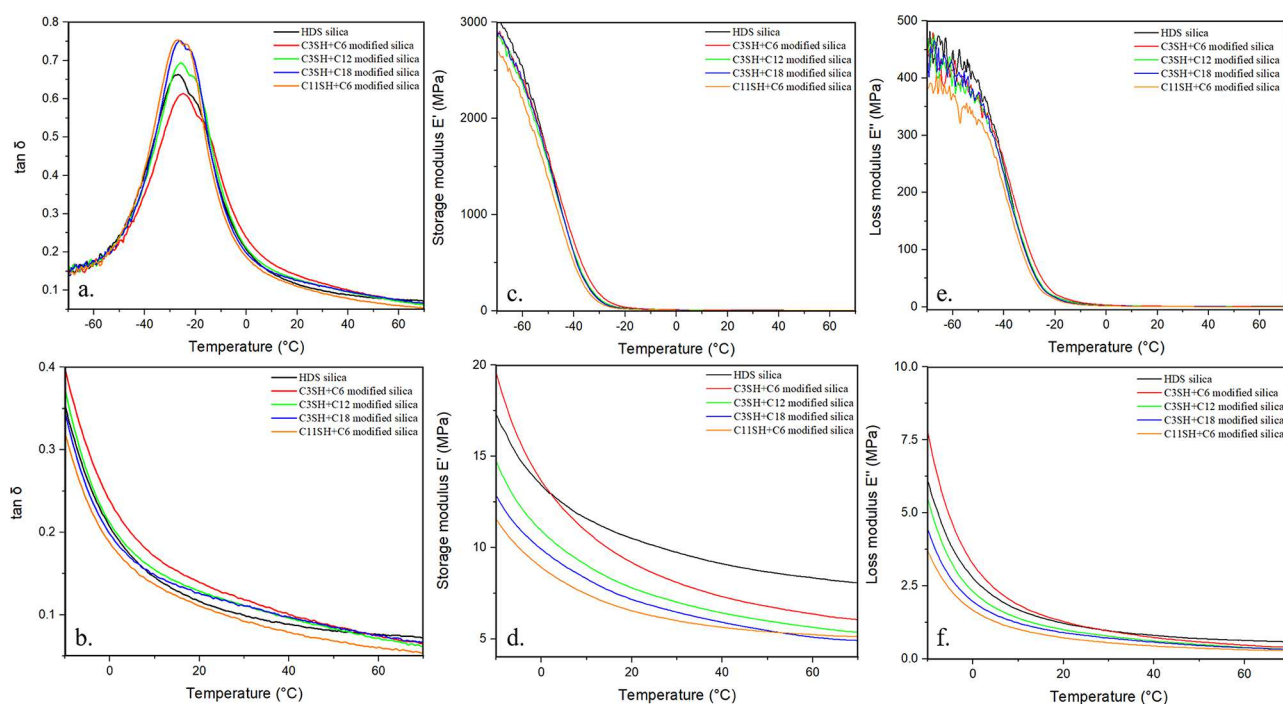 0.8
0.7
0.6
0.5
0.4
0.3
0.2
0.1
tan δ
HDS silica
C3SH+C6 modified silica
C3SH+C12 modified silica
C3SH+C18 modified silica
C11SH+C6 modified silica
a.
-60 -40 -20 0 20 40 60
Temperature (°C)
3000
2000
1000
0
Storage modulus E' (MPa)
HDS silica
C3SH+C6 modified silica
C3SH+C12 modified silica
C3SH+C18 modified silica
C11SH+C6 modified silica
c.
-60 -40 -20 0 20 40 60
Temperature (°C)
500
450
400
350
300
250
200
150
100
50
0
Loss modulus E'' (MPa)
HDS silica
C3SH+C6 modified silica
C3SH+C12 modified silica
C3SH+C18 modified silica
C11SH+C6 modified silica
e.
-60 -40 -20 0 20 40 60
Temperature (°C)
0.4
0.3
0.2
0.1
tan δ
HDS silica
C3SH+C6 modified silica
C3SH+C12 modified silica
C3SH+C18 modified silica
C11SH+C6 modified silica
b.
0 20 40 60
Temperature (°C)
20
15
10
5
Storage modulus E' (MPa)
HDS silica
C3SH+C6 modified silica
C3SH+C12 modified silica
C3SH+C18 modified silica
C11SH+C6 modified silica
d.
0 20 40 60
Temperature (°C)
10.0
7.5
5.0
2.5
0.0
Loss modulus E'' (MPa)
HDS silica
C3SH+C6 modified silica
C3SH+C12 modified silica
C3SH+C18 modified silica
C11SH+C6 modified silica
f.
0 20 40 60
Temperature (°C)